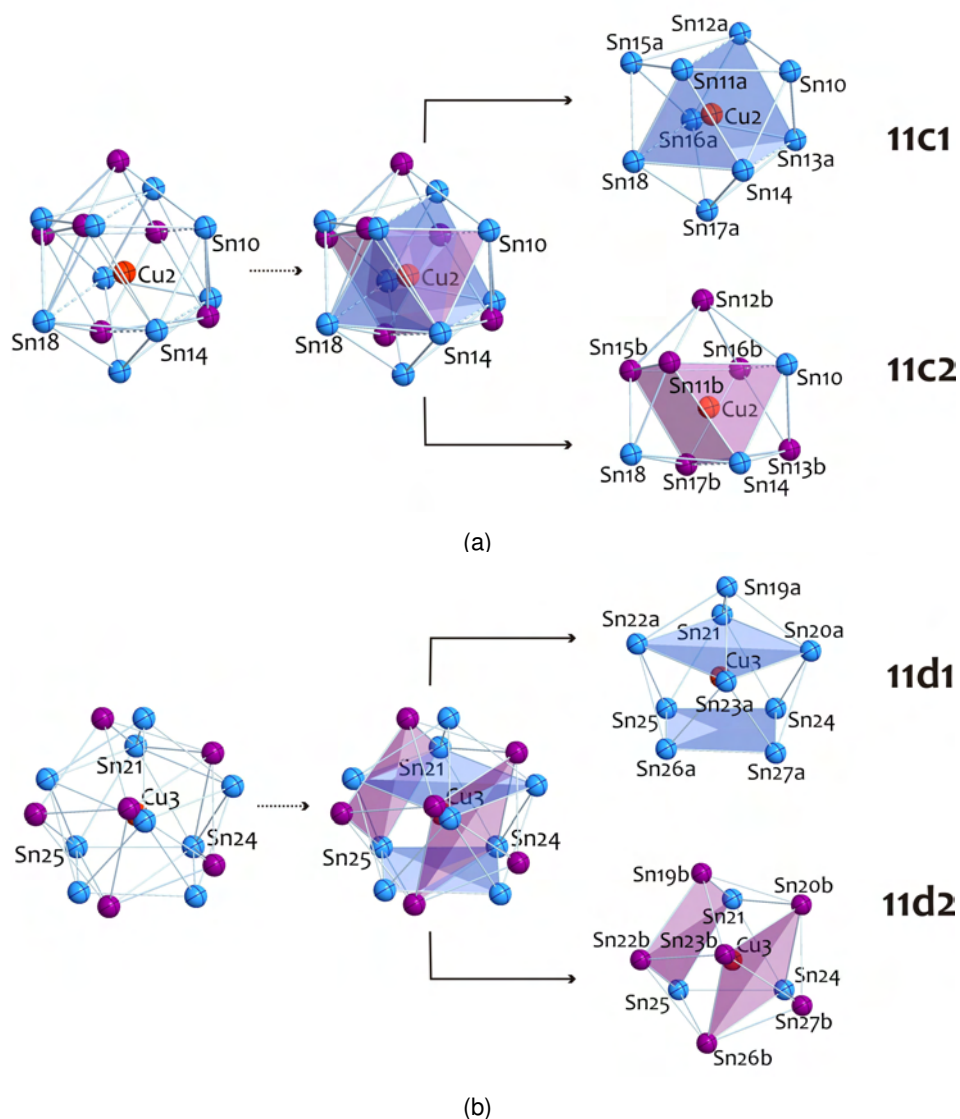 Sn12a
Sn15a
Sn11a
Sn10
Cu2
Sn16a
Sn13a
Sn18
Sn14
Sn17a
11c1
Sn10
Cu2
Sn18
Sn14
Sn10
Cu2
Sn18
Sn14
Sn12b
Sn15b
Sn16b
Sn11b
Sn10
Cu2
Sn18
Sn17b
Sn14
Sn13b
11c2
(a)
Sn19a
Sn22a
Sn21
Sn20a
Cu3
Sn23a
Sn25
Sn24
Sn26a
Sn27a
11d1
Sn21
Cu3
Sn24
Sn25
Sn21
Cu3
Sn24
Sn25
Sn19b
Sn20b
Sn21
Sn22b
Sn23b
Cu3
Sn25
Sn24
Sn27b
Sn26b
11d2
(b)